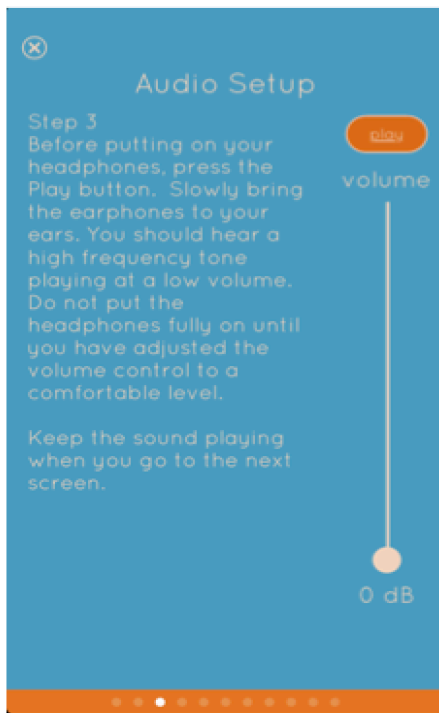 Audio Setup
Step 3
Before putting on your
headphones, press the
Play button.  Slowly bring
the earphones to your
ears. You should hear a
high frequency tone
playing at a low volume.
Do not put the
headphones fully on until
you have adjusted the
volume control to a
comfortable level.
Keep the sound playing
when you go to the next
screen.
play
volume
0 dB